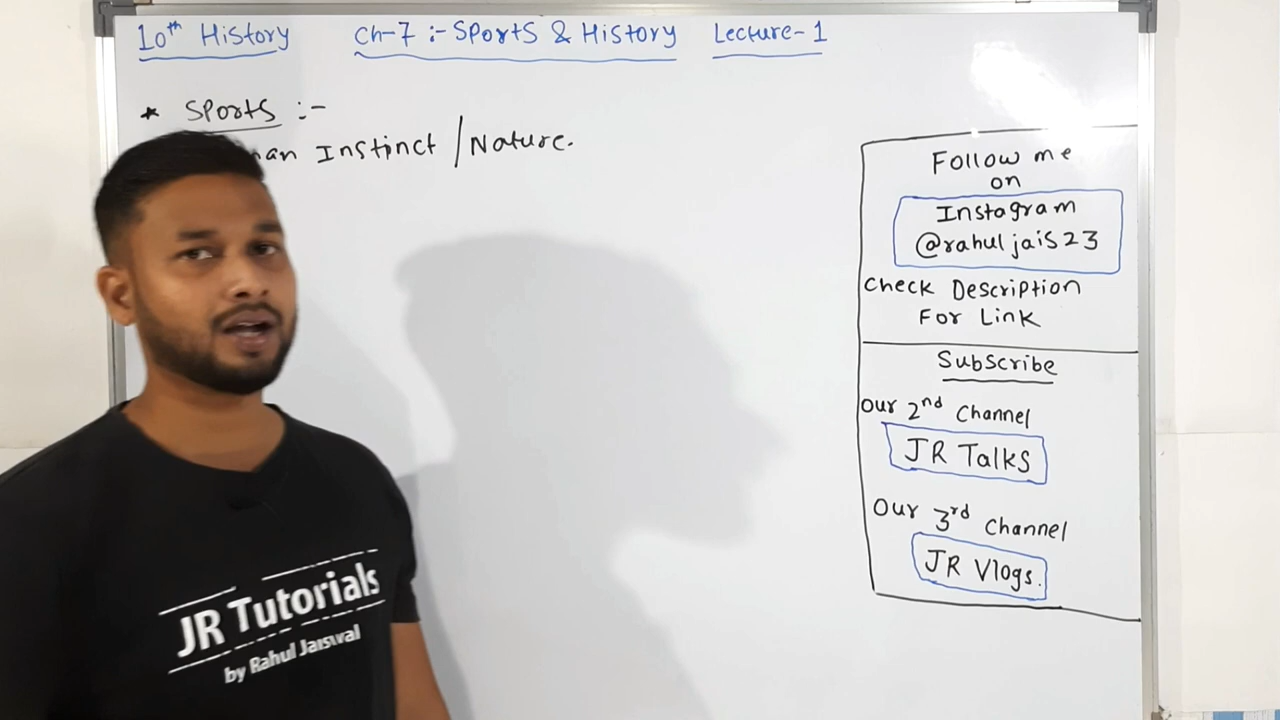 10th History Ch-7 :- Sports & History Lecture-1
* Sports :-
Instinct / Nature.
Follow me
on
Instagram
@rahuljais23
Check Description
For Link
Subscribe
Our 2nd Channel
JR Talks
Our 3rd Channel
JR Vlogs.
JR Tutorials
by Rahul Jaiswal